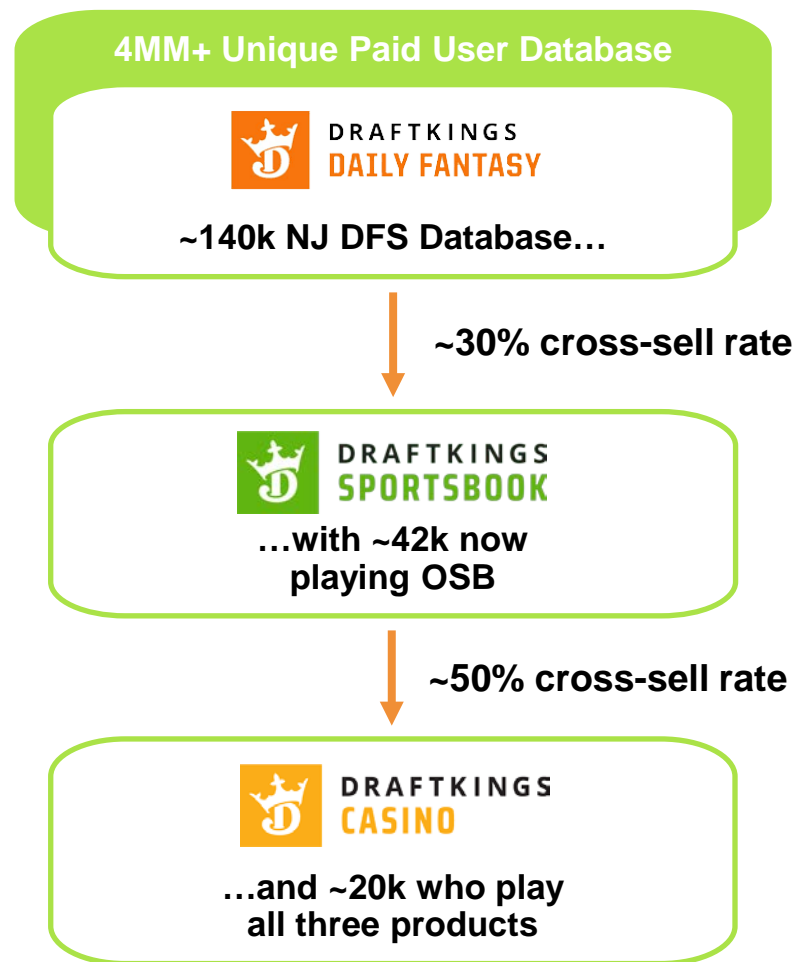 4MM+ Unique Paid User Database
DRAFTKINGS
DAILY FANTASY
~140k NJ DFS Database…
~30% cross-sell rate
DRAFTKINGS
SPORTSBOOK
…with ~42k now
playing OSB
~50% cross-sell rate
DRAFTKINGS
CASINO
…and ~20k who play
all three products